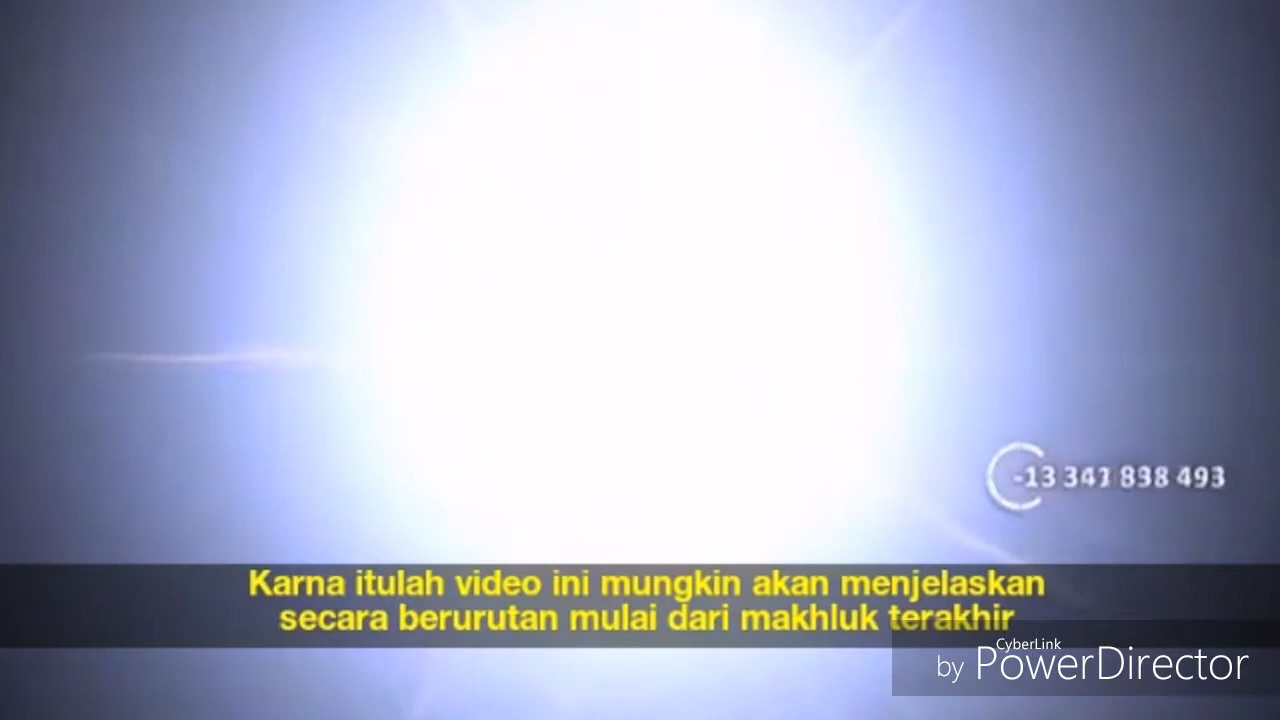 -13 341 838 493
Karna itulah video ini mungkin akan menjelaskan
secara berurutan mulai dari makhluk terakhir
CyberLink
by PowerDirector